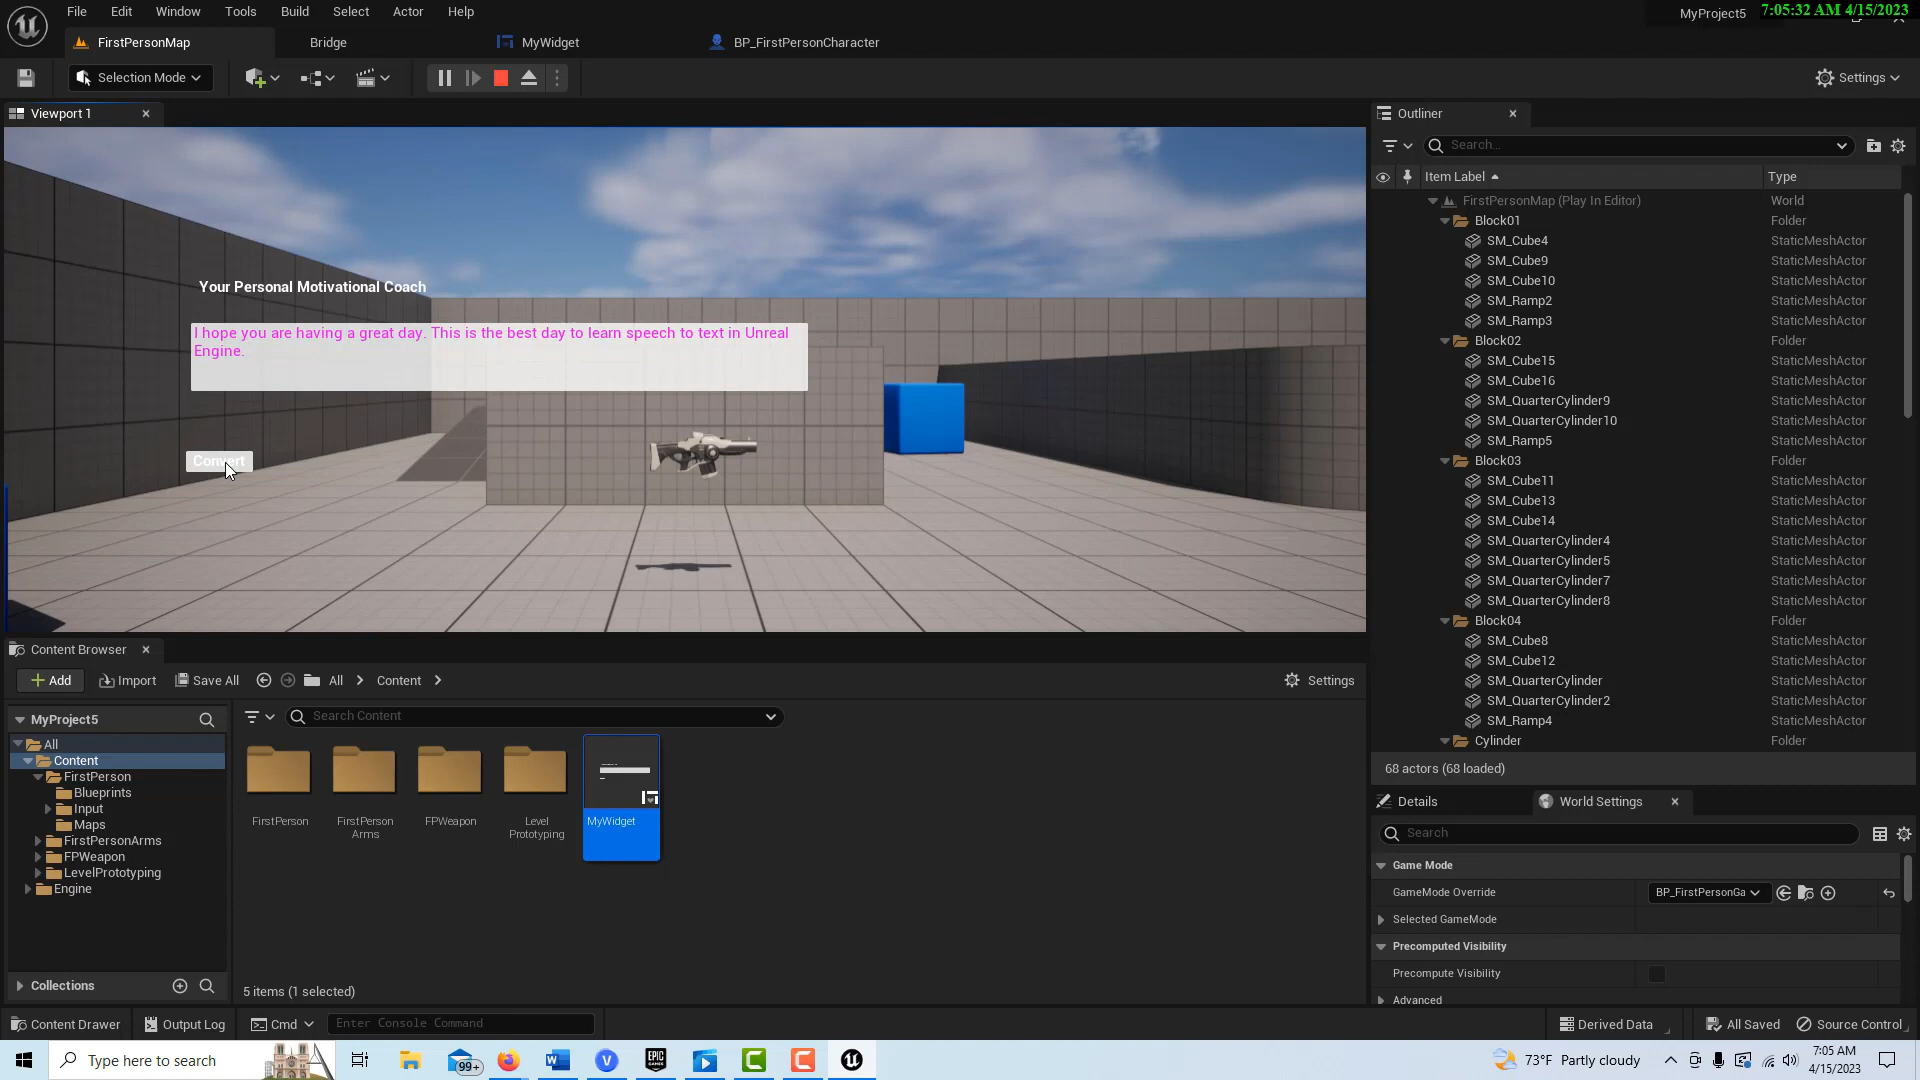 File Edit Window Tools Build Select Actor Help
MyProject5
7:05:32 AM 4/15/2023
FirstPersonMap
Bridge
MyWidget
BP_FirstPersonCharacter
Selection Mode
Settings
Viewport 1
Your Personal Motivational Coach
I hope you are having a great day. This is the best day to learn speech to text in Unreal
Engine.
Convert
Outliner
Search...
Item Label Type
FirstPersonMap (Play In Editor) World
Block01 Folder
SM_Cube4 StaticMeshActor
SM_Cube9 StaticMeshActor
SM_Cube10 StaticMeshActor
SM_Ramp2 StaticMeshActor
SM_Ramp3 StaticMeshActor
Block02 Folder
SM_Cube15 StaticMeshActor
SM_Cube16 StaticMeshActor
SM_QuarterCylinder9 StaticMeshActor
SM_QuarterCylinder10 StaticMeshActor
SM_Ramp5 StaticMeshActor
Block03 Folder
SM_Cube11 StaticMeshActor
SM_Cube13 StaticMeshActor
SM_Cube14 StaticMeshActor
SM_QuarterCylinder4 StaticMeshActor
SM_QuarterCylinder5 StaticMeshActor
SM_QuarterCylinder7 StaticMeshActor
SM_QuarterCylinder8 StaticMeshActor
Block04 Folder
SM_Cube8 StaticMeshActor
SM_Cube12 StaticMeshActor
SM_QuarterCylinder StaticMeshActor
SM_QuarterCylinder2 StaticMeshActor
SM_Ramp4 StaticMeshActor
Cylinder Folder
68 actors (68 loaded)
Details
World Settings
Search
Game Mode
GameMode Override BP_FirstPersonGa
Selected GameMode
Precomputed Visibility
Precompute Visibility
Advanced
Content Browser
Add Import Save All All Content Settings
MyProject5
Search Content
All
Content
FirstPerson
Blueprints
Input
Maps
FirstPersonArms
FPWeapon
LevelPrototyping
Engine
Collections
FirstPerson
FirstPerson
Arms
FPWeapon
Level
Prototyping
MyWidget
5 items (1 selected)
Content Drawer Output Log Cmd Enter Console Command
Derived Data All Saved Source Control
Type here to search
99+
W
V
EPIC
GAMES
73°F Partly cloudy
7:05 AM
4/15/2023